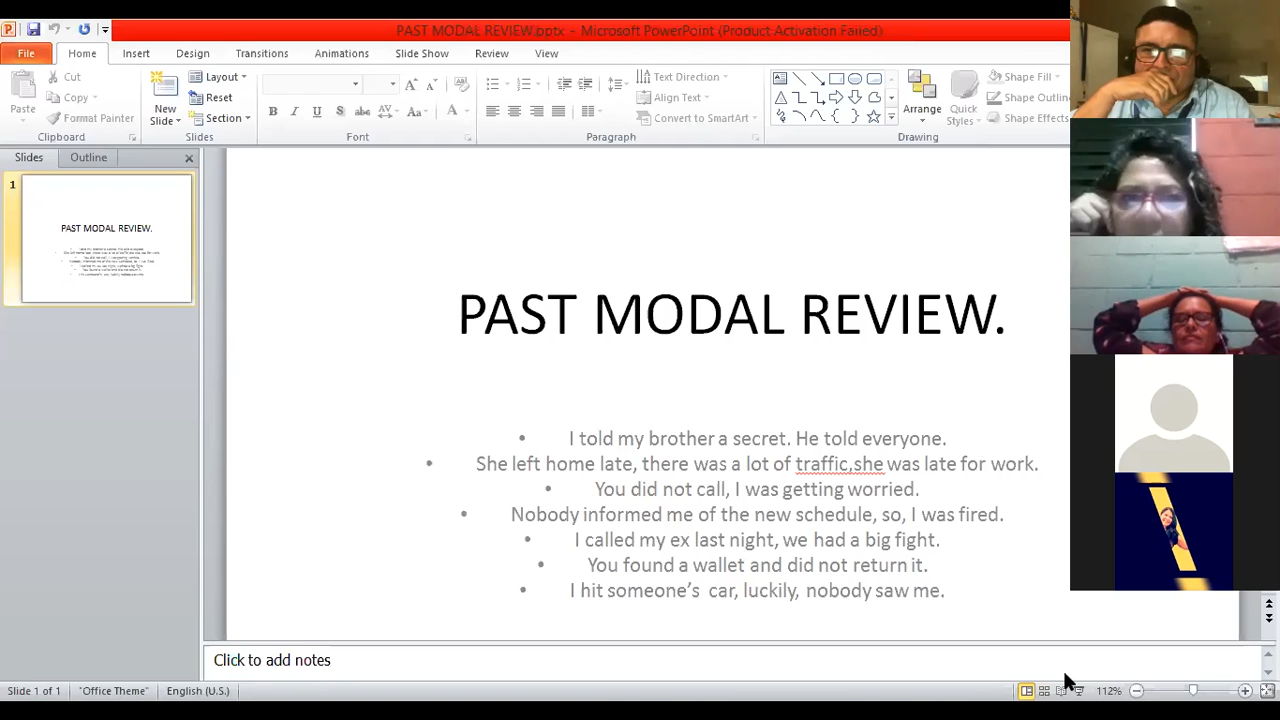 PAST MODAL REVIEW.pptx - Microsoft PowerPoint (Product Activation Failed)
File Home Insert Design Transitions Animations Slide Show Review View
Paste
Cut
Copy
Format Painter
Clipboard
New
Slide
Layout
Reset
Section
Slides
B I U S abc AV Aa A
Font
Text Direction
Align Text
Convert to SmartArt
Paragraph
Arrange
Quick
Styles
Shape Fill
Shape Outlin
Shape Effects
Drawing
Slides Outline
1
PAST MODAL REVIEW.
PAST MODAL REVIEW.
• I told my brother a secret. He told everyone.
• She left home late, there was a lot of traffic,she was late for work.
• You did not call, I was getting worried.
• Nobody informed me of the new schedule, so, I was fired.
• I called my ex last night, we had a big fight.
• You found a wallet and did not return it.
• I hit someone’s car, luckily, nobody saw me.
Click to add notes
Slide 1 of 1 "Office Theme" English (U.S.) 112%